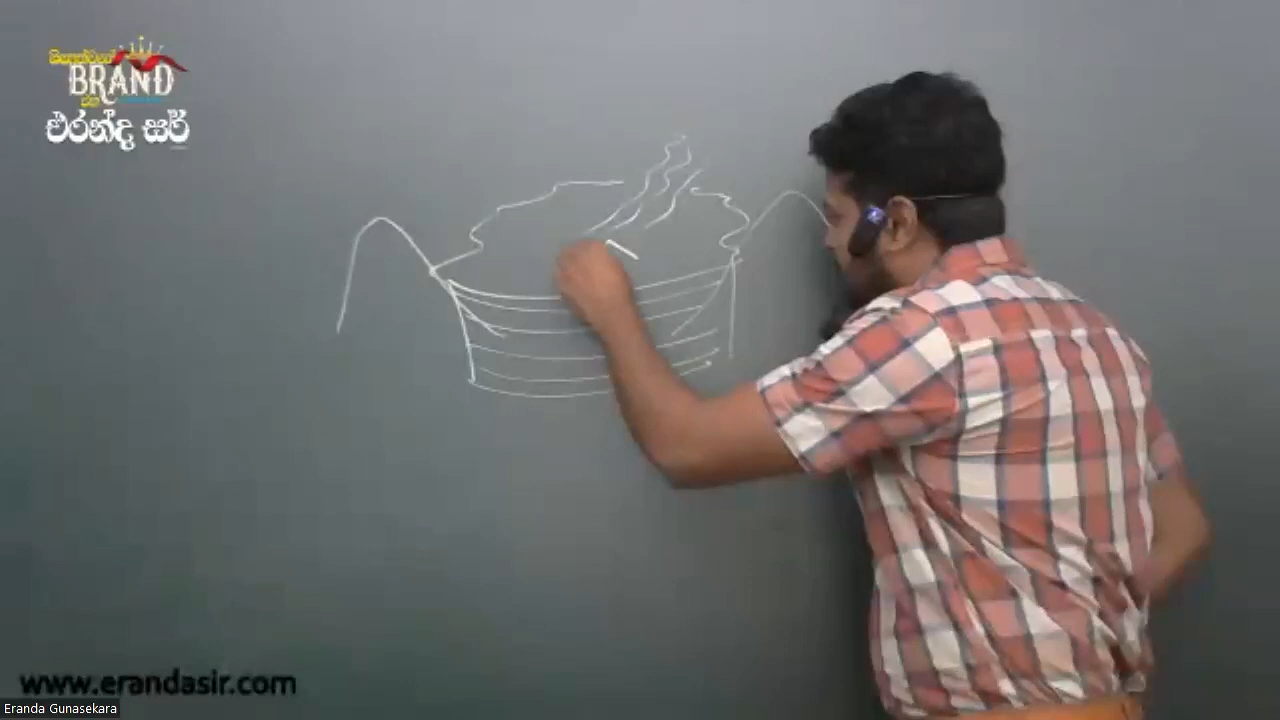 BRAND
එරන්ද සර්
www.erandasir.com
Eranda Gunasekara